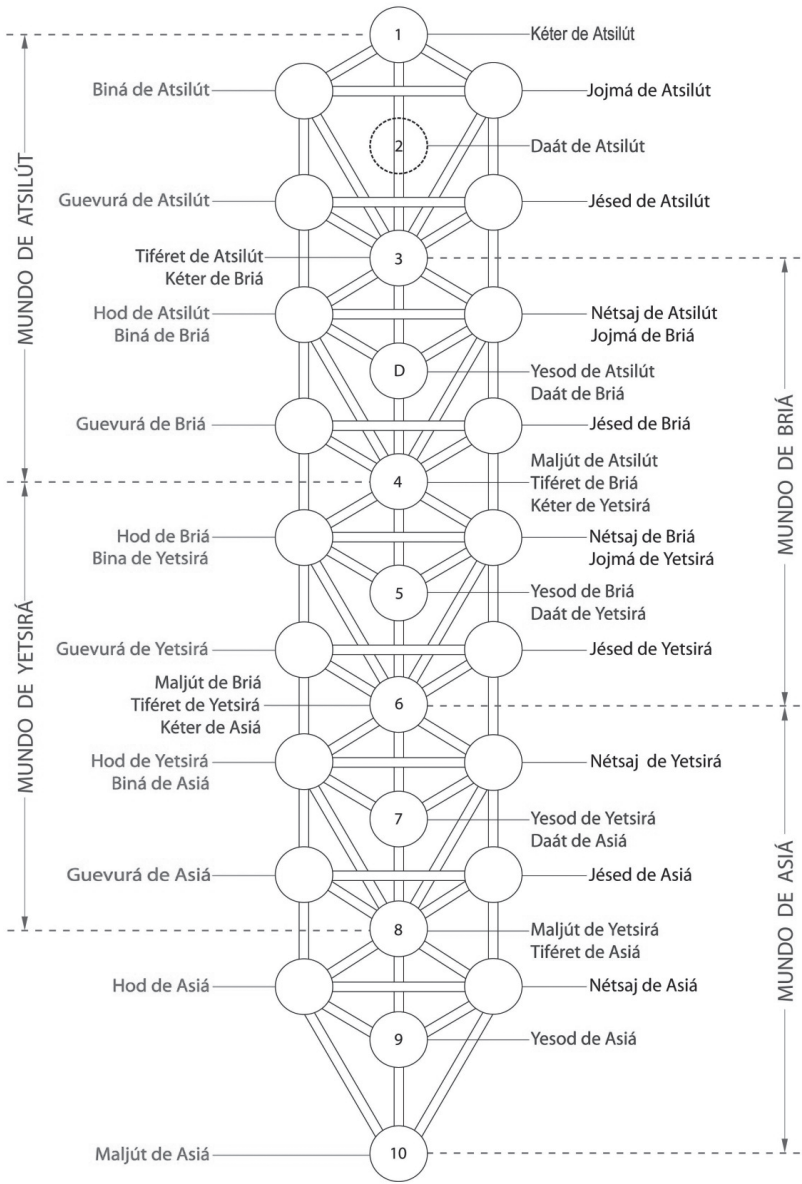 1
Kéter de Atsilút
Biná de Atsilút
Jojmá de Atsilút
2
Daát de Atsilút
MUNDO DE ATSILÚT
Guevurá de Atsilút
Jésed de Atsilút
Tiféret de Atsilút
Kéter de Briá
3
Hod de Atsilút
Biná de Briá
Nétsaj de Atsilút
Jojmá de Briá
D
Yesod de Atsilút
Daát de Briá
Guevurá de Briá
Jésed de Briá
MUNDO DE BRIÁ
4
Maljút de Atsilút
Tiféret de Briá
Kéter de Yetsirá
Hod de Briá
Bina de Yetsirá
Nétsaj de Briá
Jojmá de Yetsirá
5
Yesod de Briá
Daát de Yetsirá
MUNDO DE YETSIRÁ
Guevurá de Yetsirá
Jésed de Yetsirá
Maljút de Briá
Tiféret de Yetsirá
Kéter de Asiá
6
Hod de Yetsirá
Biná de Asiá
Nétsaj de Yetsirá
7
Yesod de Yetsirá
Daát de Asiá
Guevurá de Asiá
Jésed de Asiá
MUNDO DE ASIÁ
8
Maljút de Yetsirá
Tiféret de Asiá
Hod de Asiá
Nétsaj de Asiá
9
Yesod de Asiá
Maljút de Asiá
10